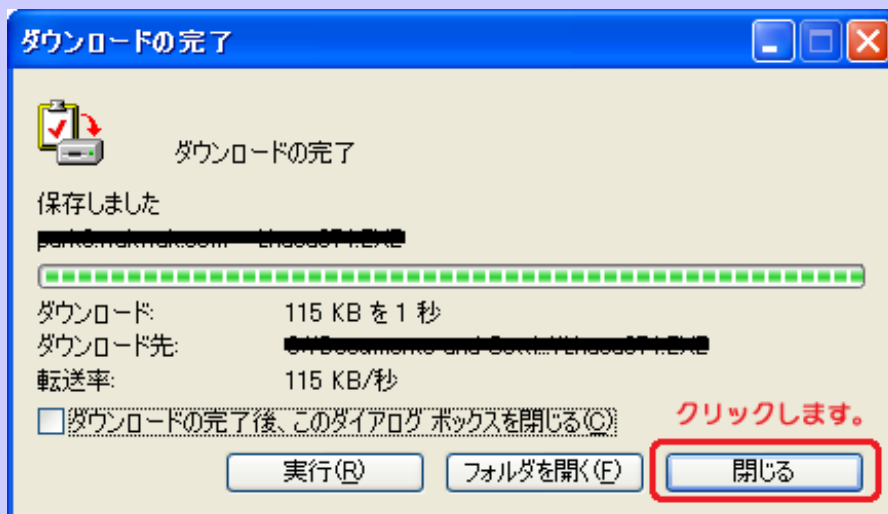 ダウンロードの完了
ダウンロードの完了
保存しました
ダウンロード: 115 KB を 1 秒
ダウンロード先:
転送率: 115 KB/秒
ダウンロードの完了後、このダイアログ ボックスを閉じる(C)
クリックします。
実行(R) フォルダを開く(F) 閉じる